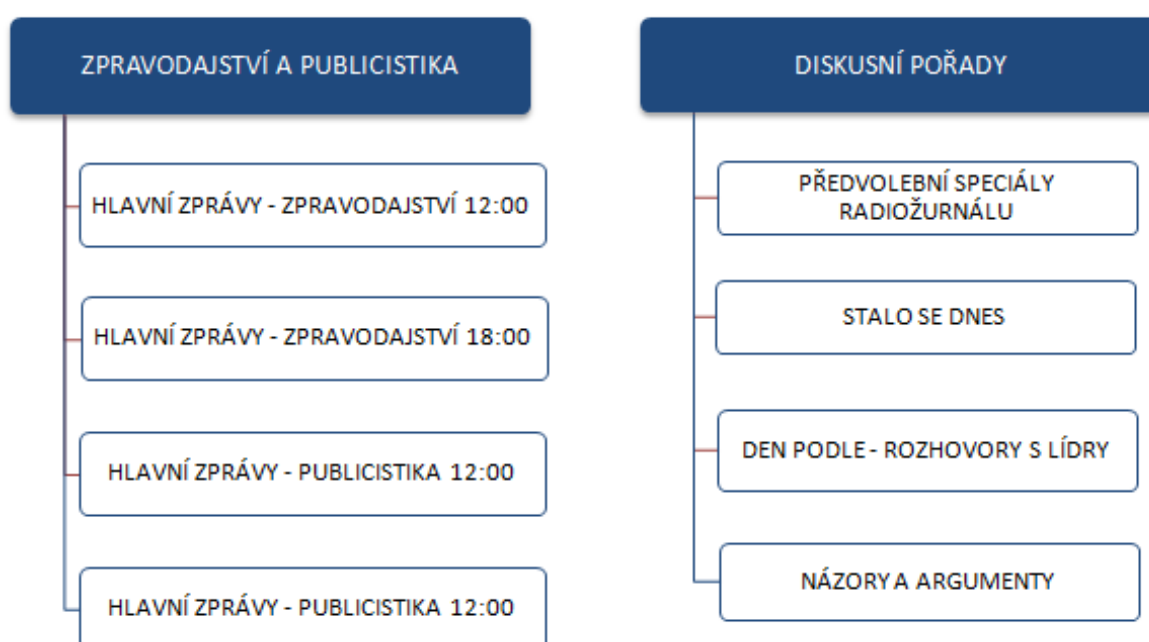 ZPRAVODAJSTVÍ A PUBLICISTIKA
HLAVNÍ ZPRÁVY - ZPRAVODAJSTVÍ 12:00
HLAVNÍ ZPRÁVY - ZPRAVODAJSTVÍ 18:00
HLAVNÍ ZPRÁVY - PUBLICISTIKA 12:00
HLAVNÍ ZPRÁVY - PUBLICISTIKA 12:00
DISKUSNÍ POŘADY
PŘEDVOLEBNÍ SPECIÁLY
RADIOŽURNÁLU
STALO SE DNES
DEN PODLE - ROZHOVORY S LÍDRY
NÁZORY A ARGUMENTY